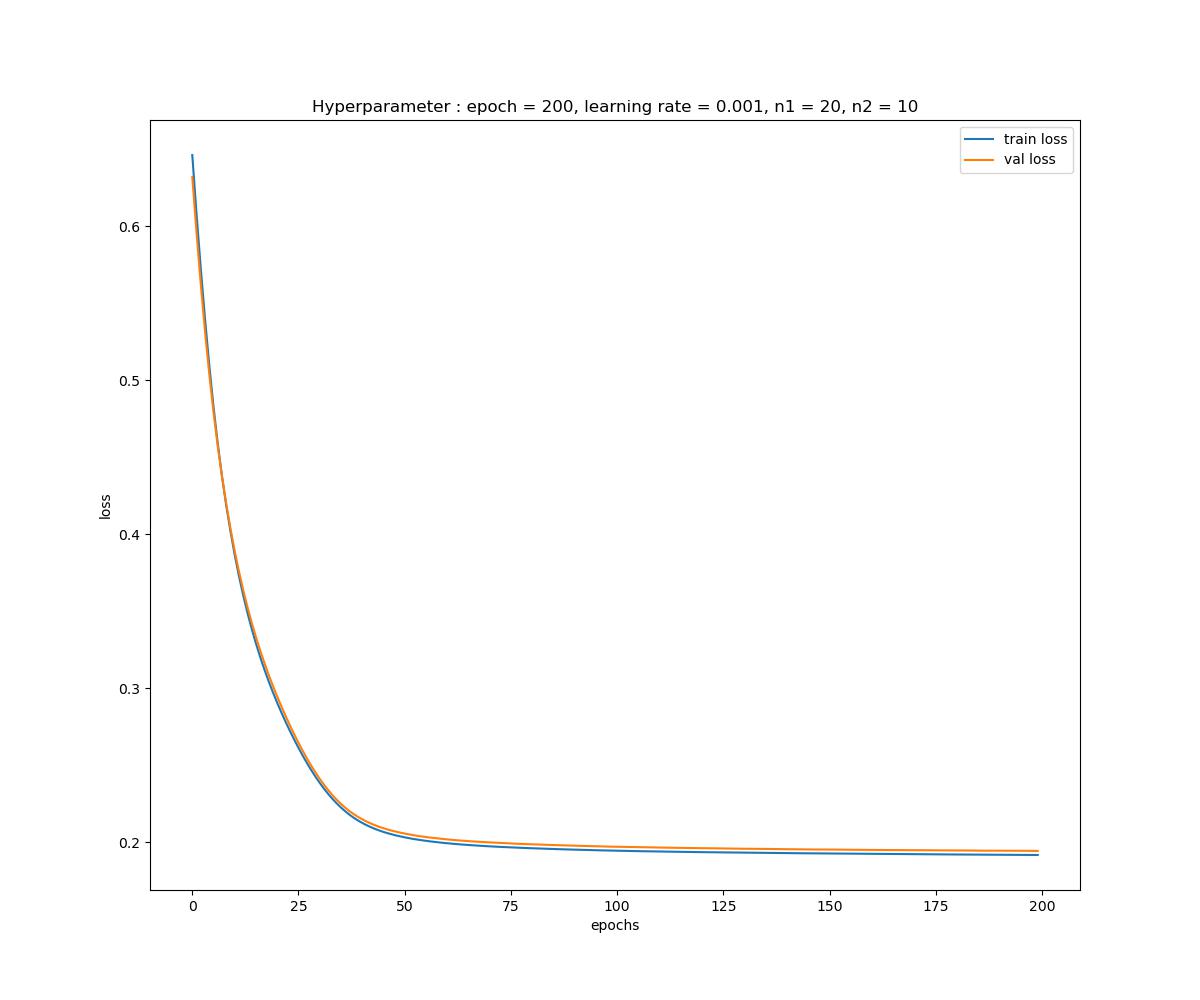 Hyperparameter : epoch = 200, learning rate = 0.001, n1 = 20, n2 = 10
train loss
val loss
0.6
0.5
0.4
0.3
0.2
loss
0 25 50 75 100 125 150 175 200
epochs